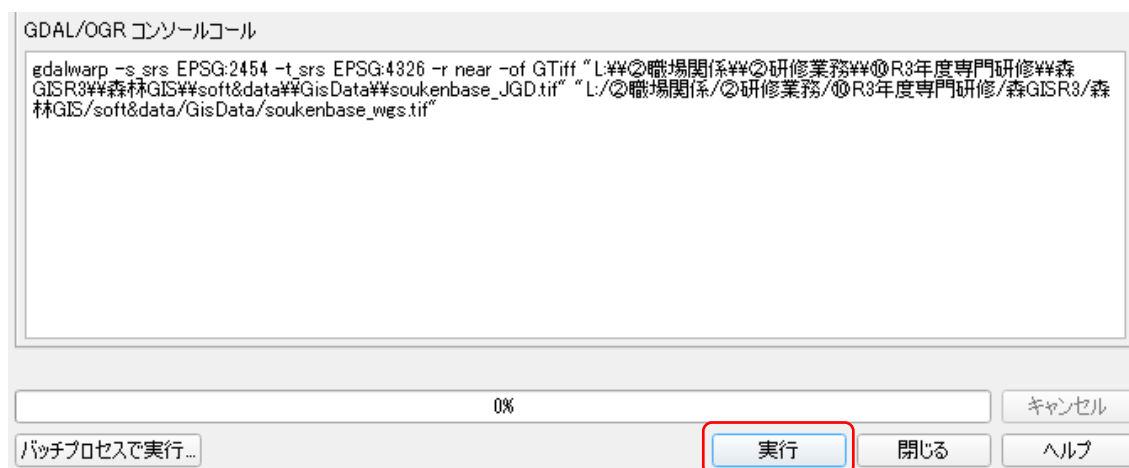 GDAL/OGR コンソールコール
gdalwarp -s_srs EPSG:2454 -t_srs EPSG:4326 -r near -of GTiff "L:¥¥②職場関係¥¥②研修業務¥¥⑩R3年度専門研修¥¥森
GISR3¥¥森林GIS¥¥soft&data¥¥GisData¥¥soukenbase_JGD.tif" "L:/②職場関係/②研修業務/⑩R3年度専門研修/森GISR3/森
林GIS/soft&data/GisData/soukenbase_wgs.tif"
0%
キャンセル
バッチプロセスで実行...
実行
閉じる
ヘルプ